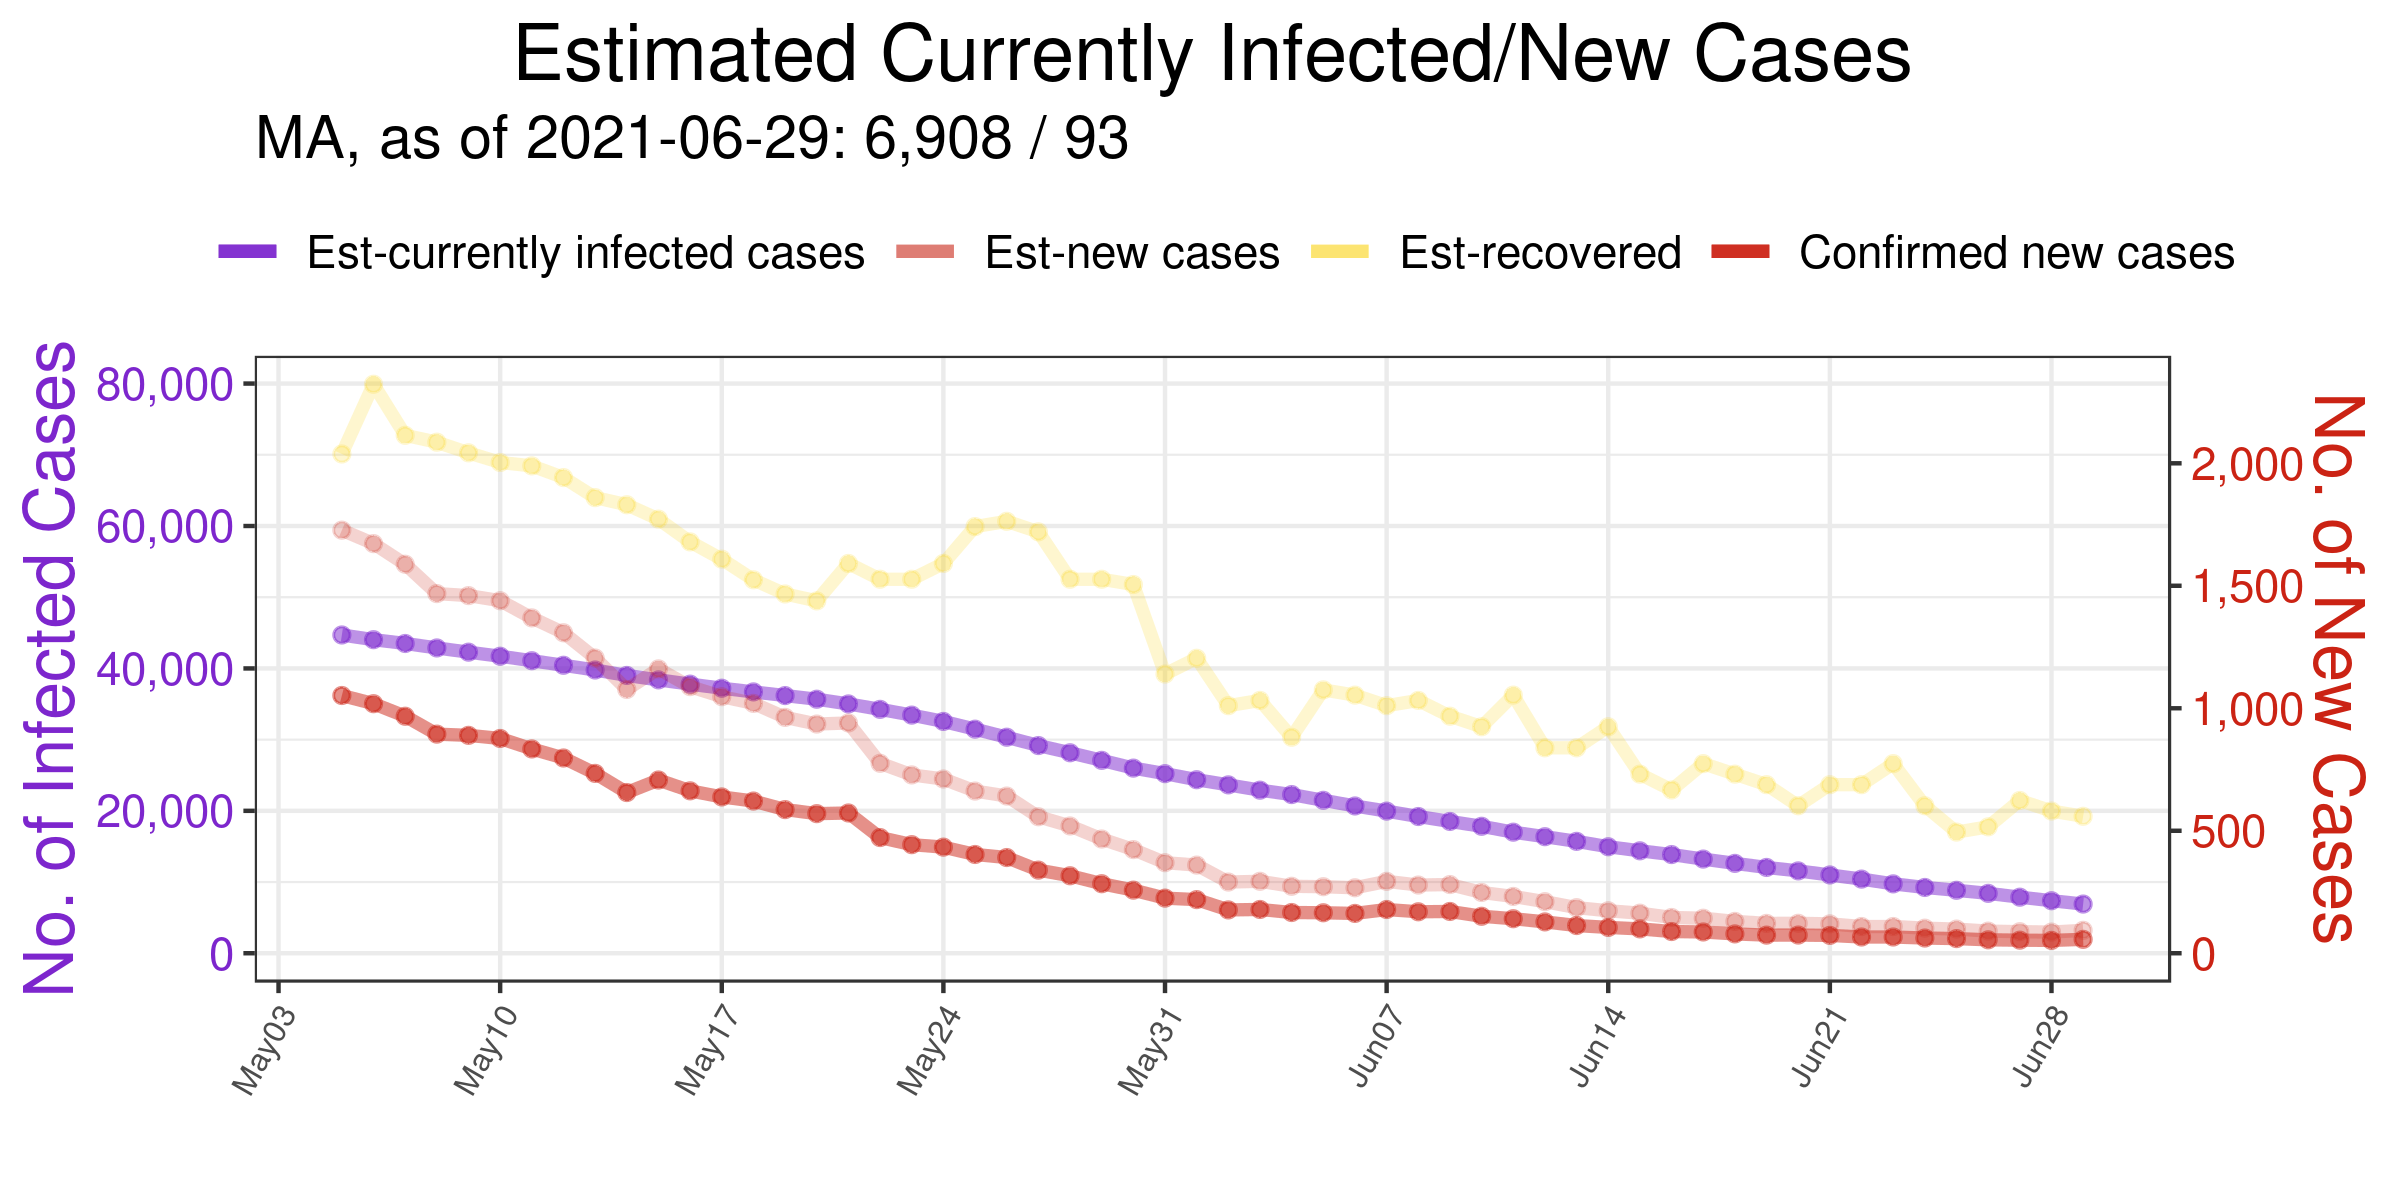 Estimated Currently Infected/New Cases
MA, as of 2021-06-29: 6,908 / 93
Est-currently infected cases Est-new cases Est-recovered Confirmed new cases
No. of Infected Cases
80,000
60,000
40,000
20,000
0
No. of New Cases
2,000
1,500
1,000
500
0
May03 May10 May17 May24 May31 Jun07 Jun14 Jun21 Jun28